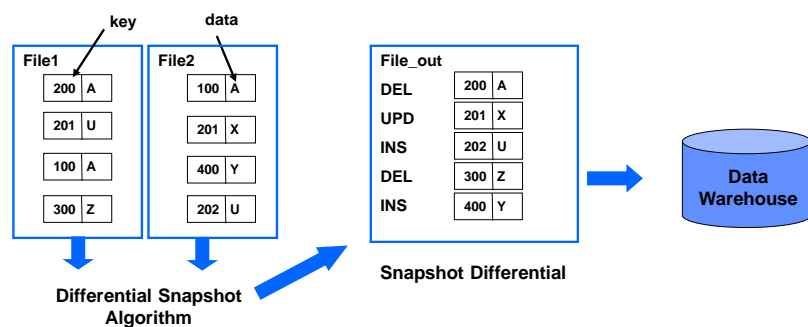 key
data
File1
200 A
201 U
100 A
300 Z
File2
100 A
201 X
400 Y
202 U
File_out
DEL 200 A
UPD 201 X
INS 202 U
DEL 300 Z
INS 400 Y
Data
Warehouse
Snapshot Differential
Differential Snapshot
Algorithm